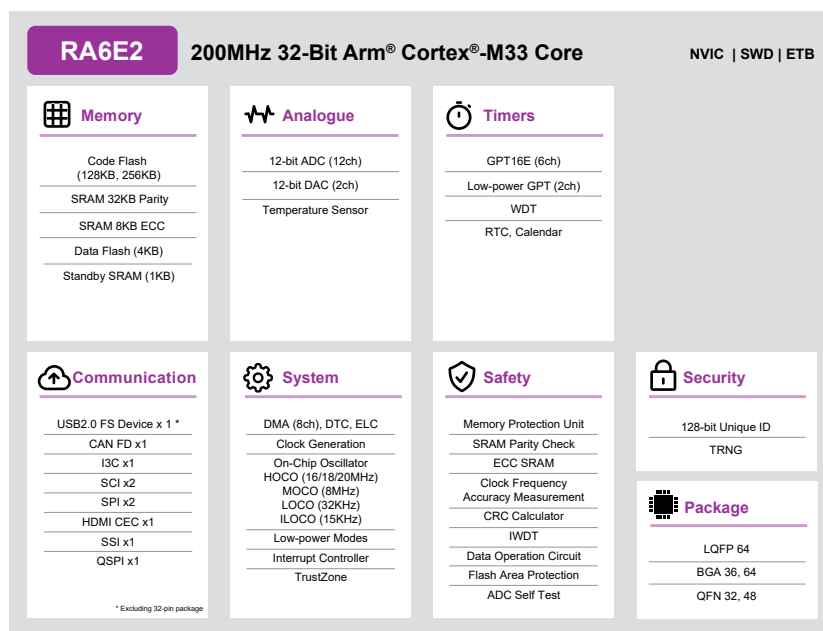 RA6E2
200MHz 32-Bit Arm® Cortex®-M33 Core
NVIC | SWD | ETB
Memory
Code Flash
(128KB, 256KB)
SRAM 32KB Parity
SRAM 8KB ECC
Data Flash (4KB)
Standby SRAM (1KB)
Analogue
12-bit ADC (12ch)
12-bit DAC (2ch)
Temperature Sensor
Timers
GPT16E (6ch)
Low-power GPT (2ch)
WDT
RTC, Calendar
Communication
USB2.0 FS Device x 1 *
CAN FD x1
I3C x1
SCI x2
SPI x2
HDMI CEC x1
SSI x1
QSPI x1
* Excluding 32-pin package
System
DMA (8ch), DTC, ELC
Clock Generation
On-Chip Oscillator
HOCO (16/18/20MHz)
MOCO (8MHz)
LOCO (32KHz)
ILOCO (15KHz)
Low-power Modes
Interrupt Controller
TrustZone
Safety
Memory Protection Unit
SRAM Parity Check
ECC SRAM
Clock Frequency
Accuracy Measurement
CRC Calculator
IWDT
Data Operation Circuit
Flash Area Protection
ADC Self Test
Security
128-bit Unique ID
TRNG
Package
LQFP 64
BGA 36, 64
QFN 32, 48